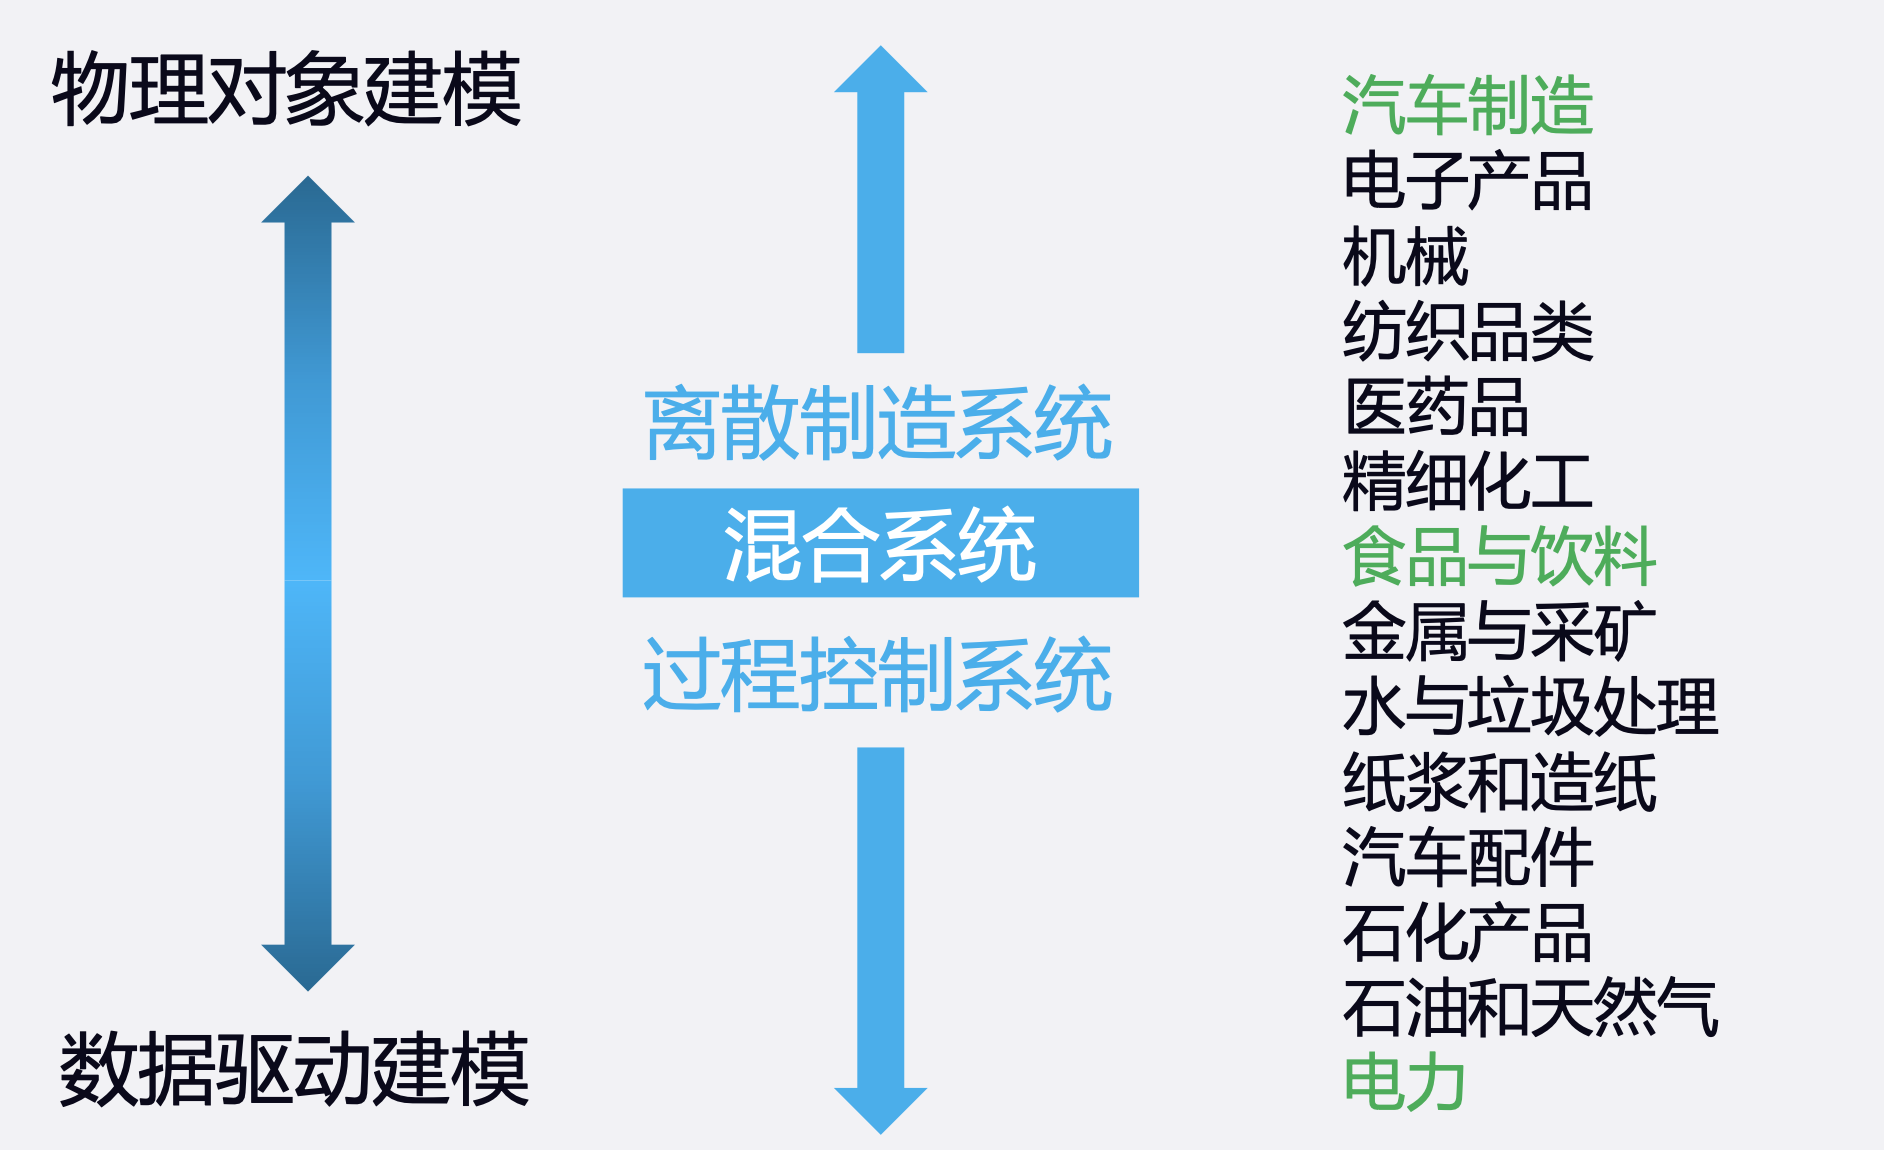 物理对象建模
数据驱动建模
离散制造系统
混合系统
过程控制系统
汽车制造
电子产品
机械
纺织品类
医药品
精细化工
食品与饮料
金属与采矿
水与垃圾处理
纸浆和造纸
汽车配件
石化产品
石油和天然气
电力